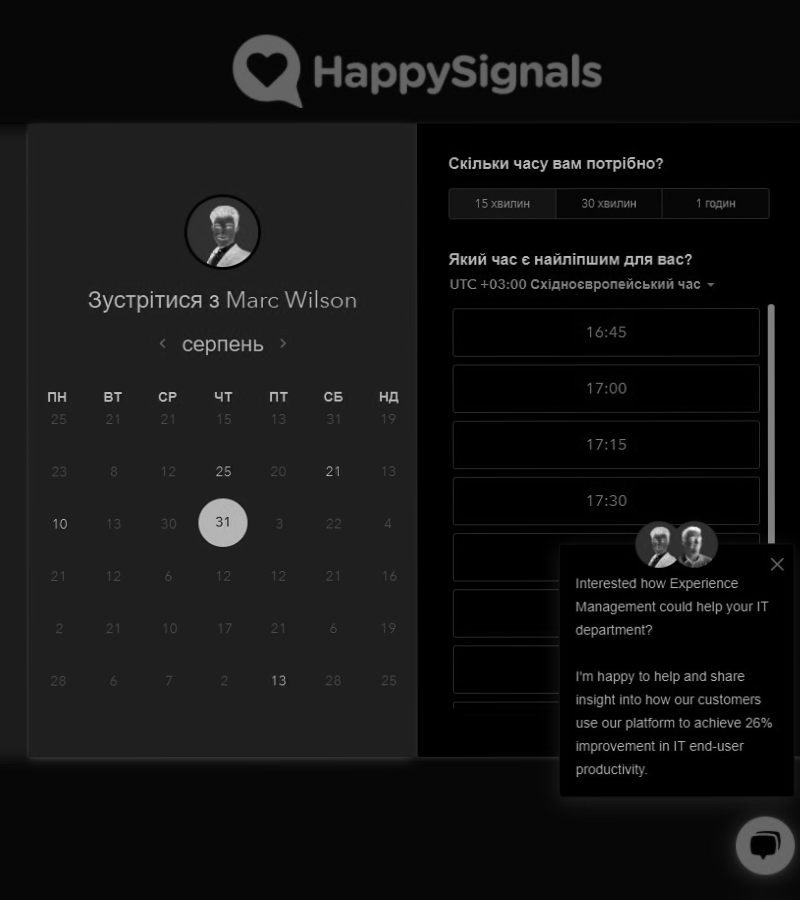 HappySignals
Зустрітися з Marc Wilson
серпень
ПН ВТ СР ЧТ ПТ СБ НД
25 21 21 15 13 31 19
23 8 12 25 20 21 13
10 13 30 31 3 22 4
21 12 6 12 12 21 16
2 21 10 17 21 6 19
28 6 7 2 13 28 25
Скільки часу вам потрібно?
15 хвилин 30 хвилин 1 годин
Який час є найліпшим для вас?
UTC +03:00 Східноєвропейський час
16:45
17:00
17:15
17:30
Interested how Experience
Management could help your IT
department?
I'm happy to help and share
insight into how our customers
use our platform to achieve 26%
improvement in IT end-user
productivity.